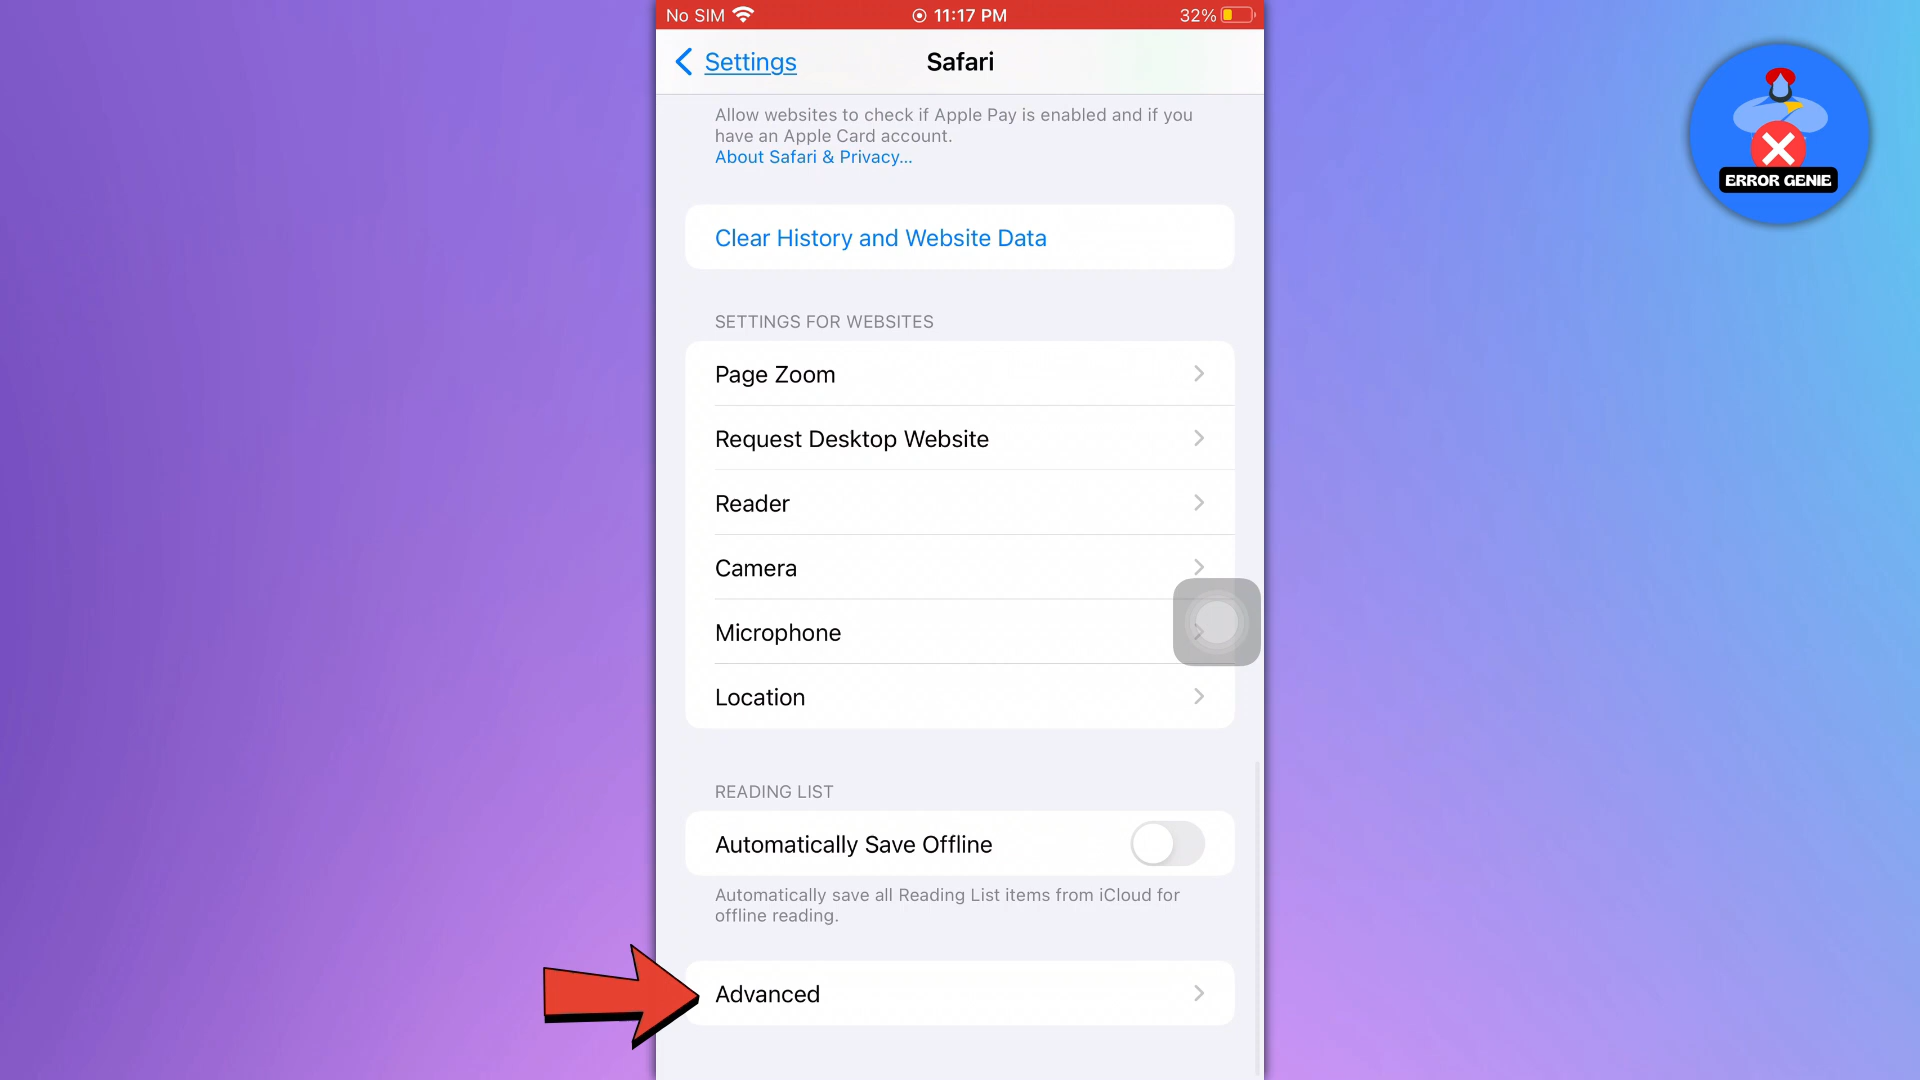 No SIM 11:17 PM 32%
Settings Safari
Allow websites to check if Apple Pay is enabled and if you
have an Apple Card account.
About Safari & Privacy...
Clear History and Website Data
SETTINGS FOR WEBSITES
Page Zoom
Request Desktop Website
Reader
Camera
Microphone
Location
READING LIST
Automatically Save Offline
Automatically save all Reading List items from iCloud for
offline reading.
Advanced
ERROR GENIE